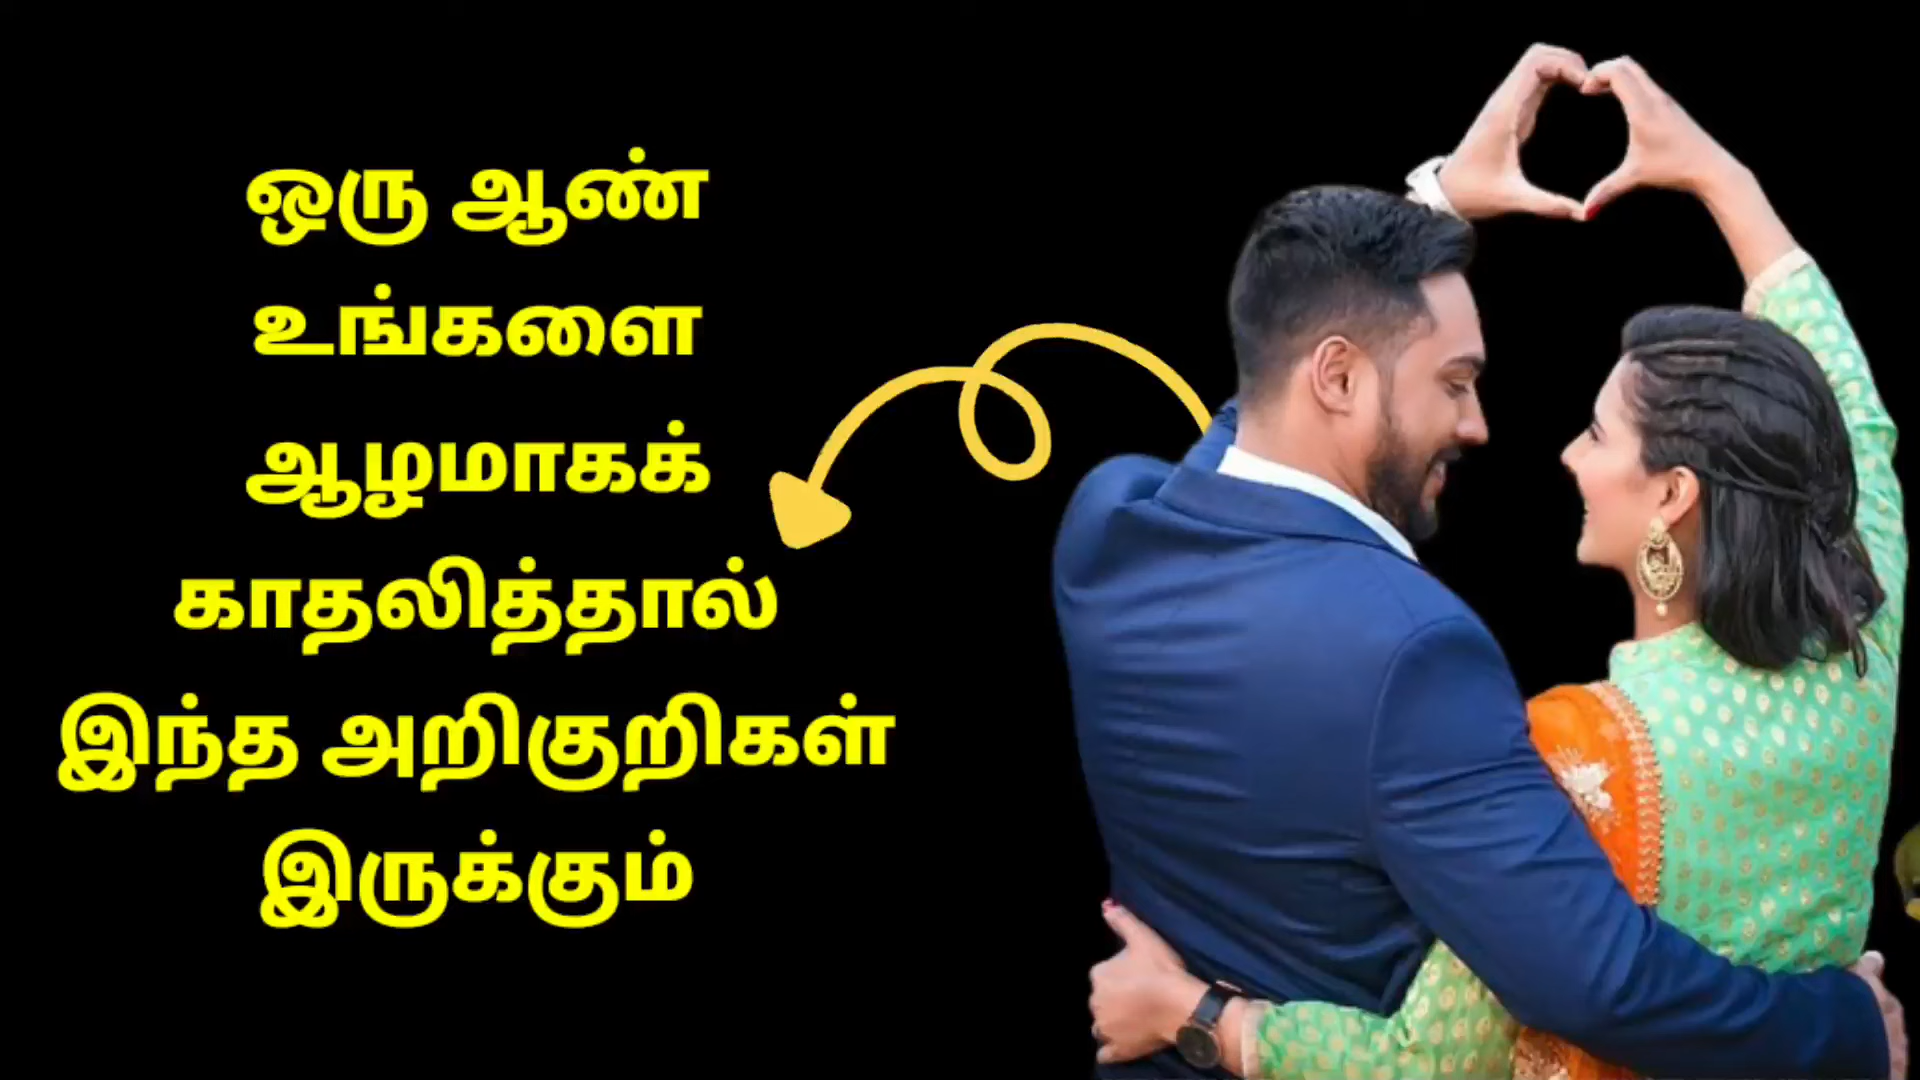 ஒரு ஆண்
உங்களை
ஆழமாகக்
காதலித்தால்
இந்த அறிகுறிகள்
இருக்கும்